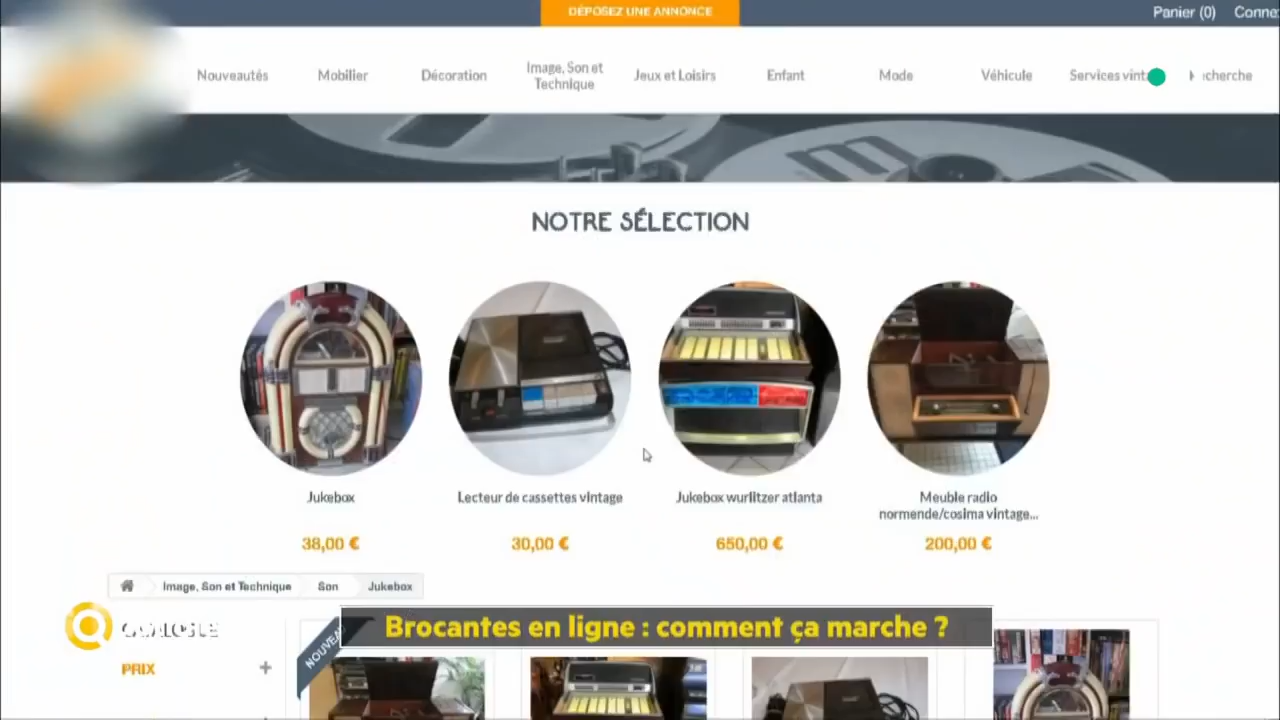 DÉPOSEZ UNE ANNONCE
Panier (0)
Nouveautés
Mobilier
Décoration
Image, Son et
Technique
Jeux et Loisirs
Enfant
Mode
Véhicule
Services
NOTRE SÉLECTION
Jukebox
Lecteur de cassettes vintage
Jukebox wurlitzer atlanta
Meuble radio
normende/cosima vintage...
38,00 €
30,00 €
650,00 €
200,00 €
Image, Son et Technique
Son
Jukebox
Brocantes en ligne : comment ça marche ?
PRIX
+